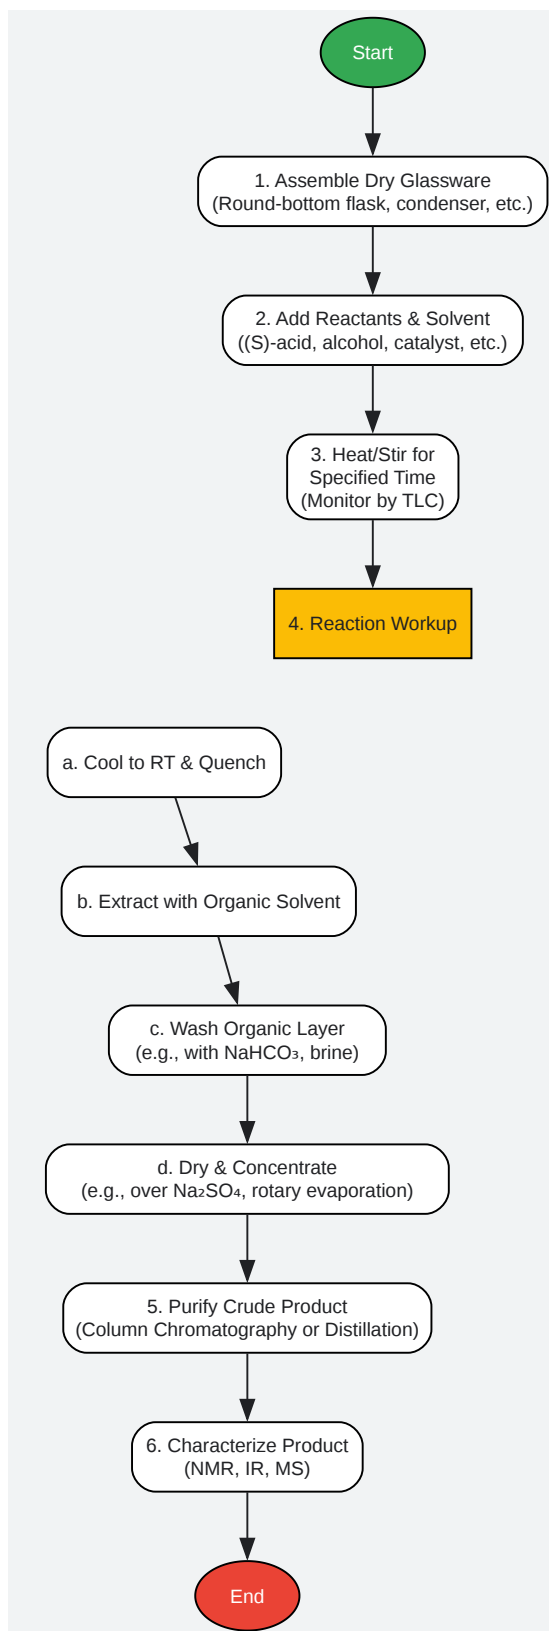 Start
1. Assemble Dry Glassware
(Round-bottom flask, condenser, etc.)
2. Add Reactants & Solvent
((S)-acid, alcohol, catalyst, etc.)
3. Heat/Stir for
Specified Time
(Monitor by TLC)
4. Reaction Workup
a. Cool to RT & Quench
b. Extract with Organic Solvent
c. Wash Organic Layer
(e.g., with NaHCO₃, brine)
d. Dry & Concentrate
(e.g., over Na₂SO₄, rotary evaporation)
5. Purify Crude Product
(Column Chromatography or Distillation)
6. Characterize Product
(NMR, IR, MS)
End